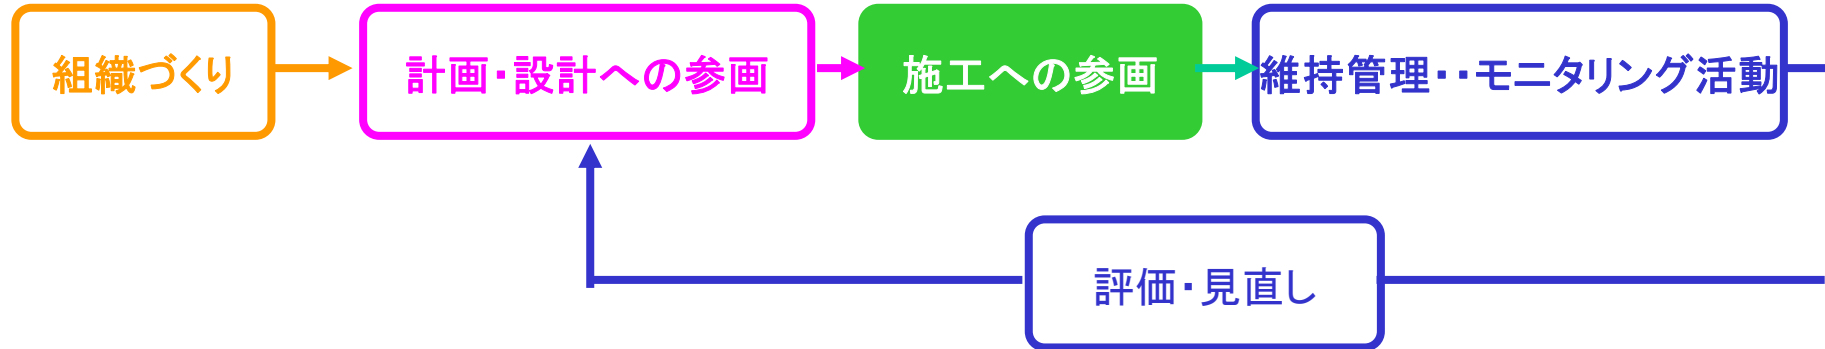 組織づくり
計画・設計への参画
施工への参画
維持管理・・モニタリング活動
評価・見直し